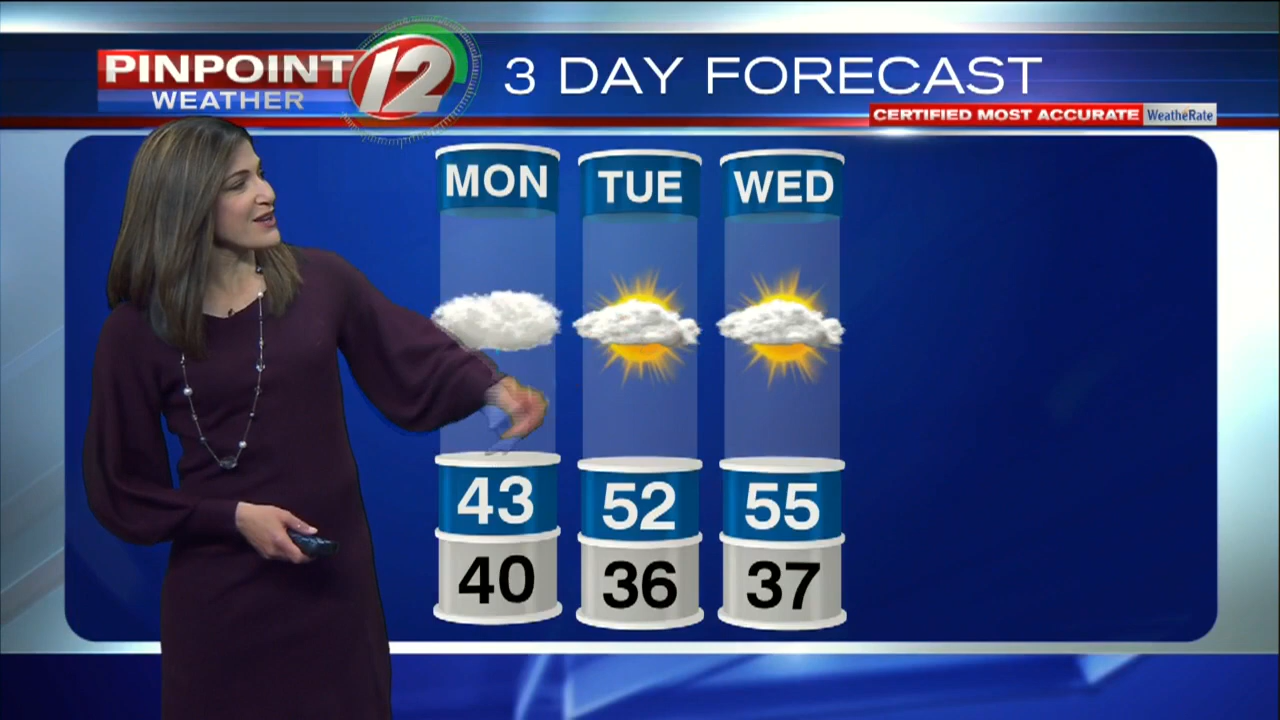 PINPOINT
WEATHER
12
3 DAY FORECAST
CERTIFIED MOST ACCURATE
WeatheRate
MON TUE WED
43 52 55
40 36 37